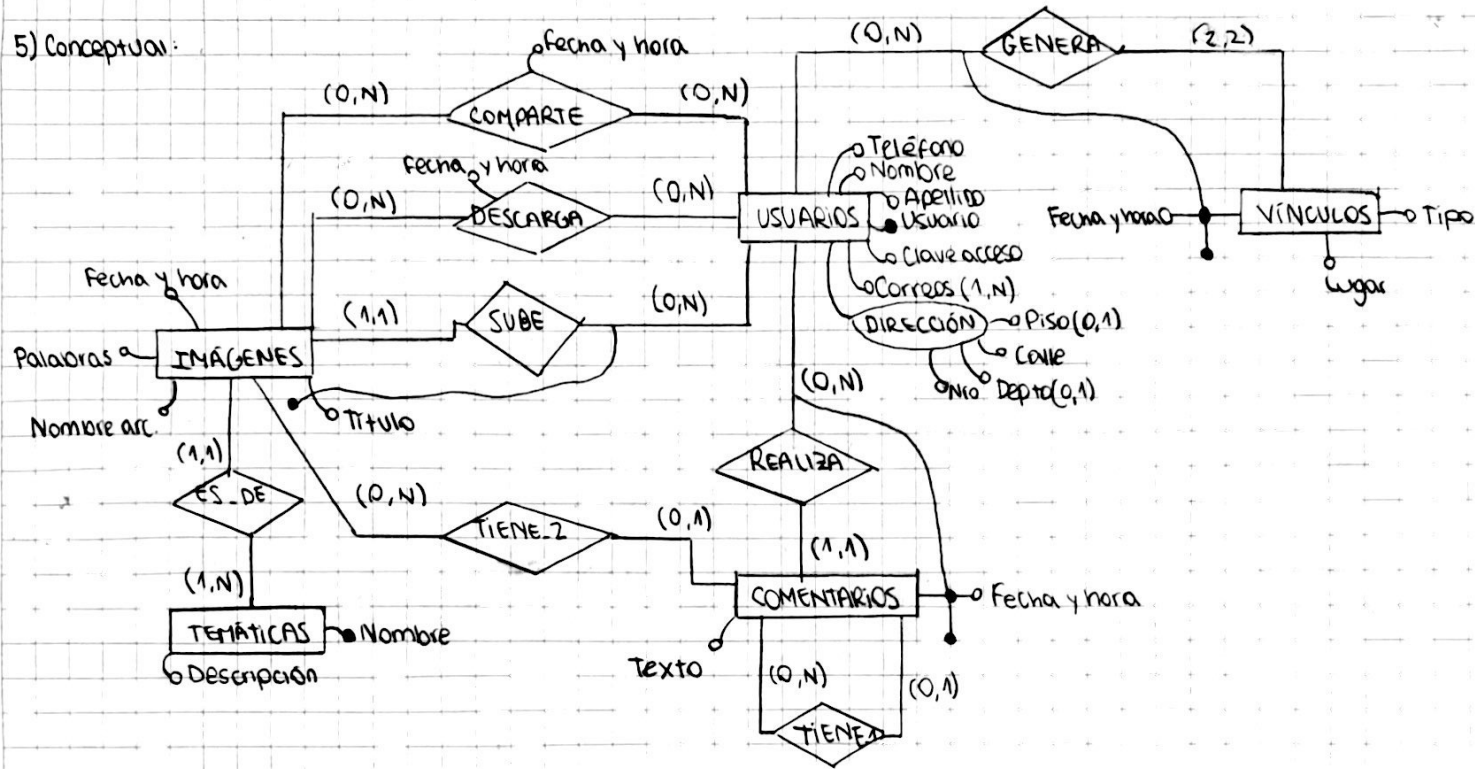 5) Conceptual:
Fecha y hora
(0,N)
GENERA
(2,2)
(0,N)
COMPARTE
(0,N)
Fecha y hora
(0,N)
DESCARGA
(0,N)
Teléfono
Nombre
Apellido
Usuario
USUARIOS
Clave acceso
Correos (1,N)
DIRECCIÓN
Piso (0,1)
Calle
Depto (0,1)
Nro
Fecha y hora
VÍNCULOS
Tipo
Lugar
Fecha y hora
(1,1)
SUBE
(0,N)
Palabras
IMÁGENES
Nombre arc.
Título
(1,1)
ES_DE
(1,N)
TEMÁTICAS
Nombre
Descripción
(0,N)
TIENE_2
(0,1)
(0,N)
REALIZA
(1,1)
COMENTARIOS
Fecha y hora
Texto
(0,N)
(0,1)
TIENE1